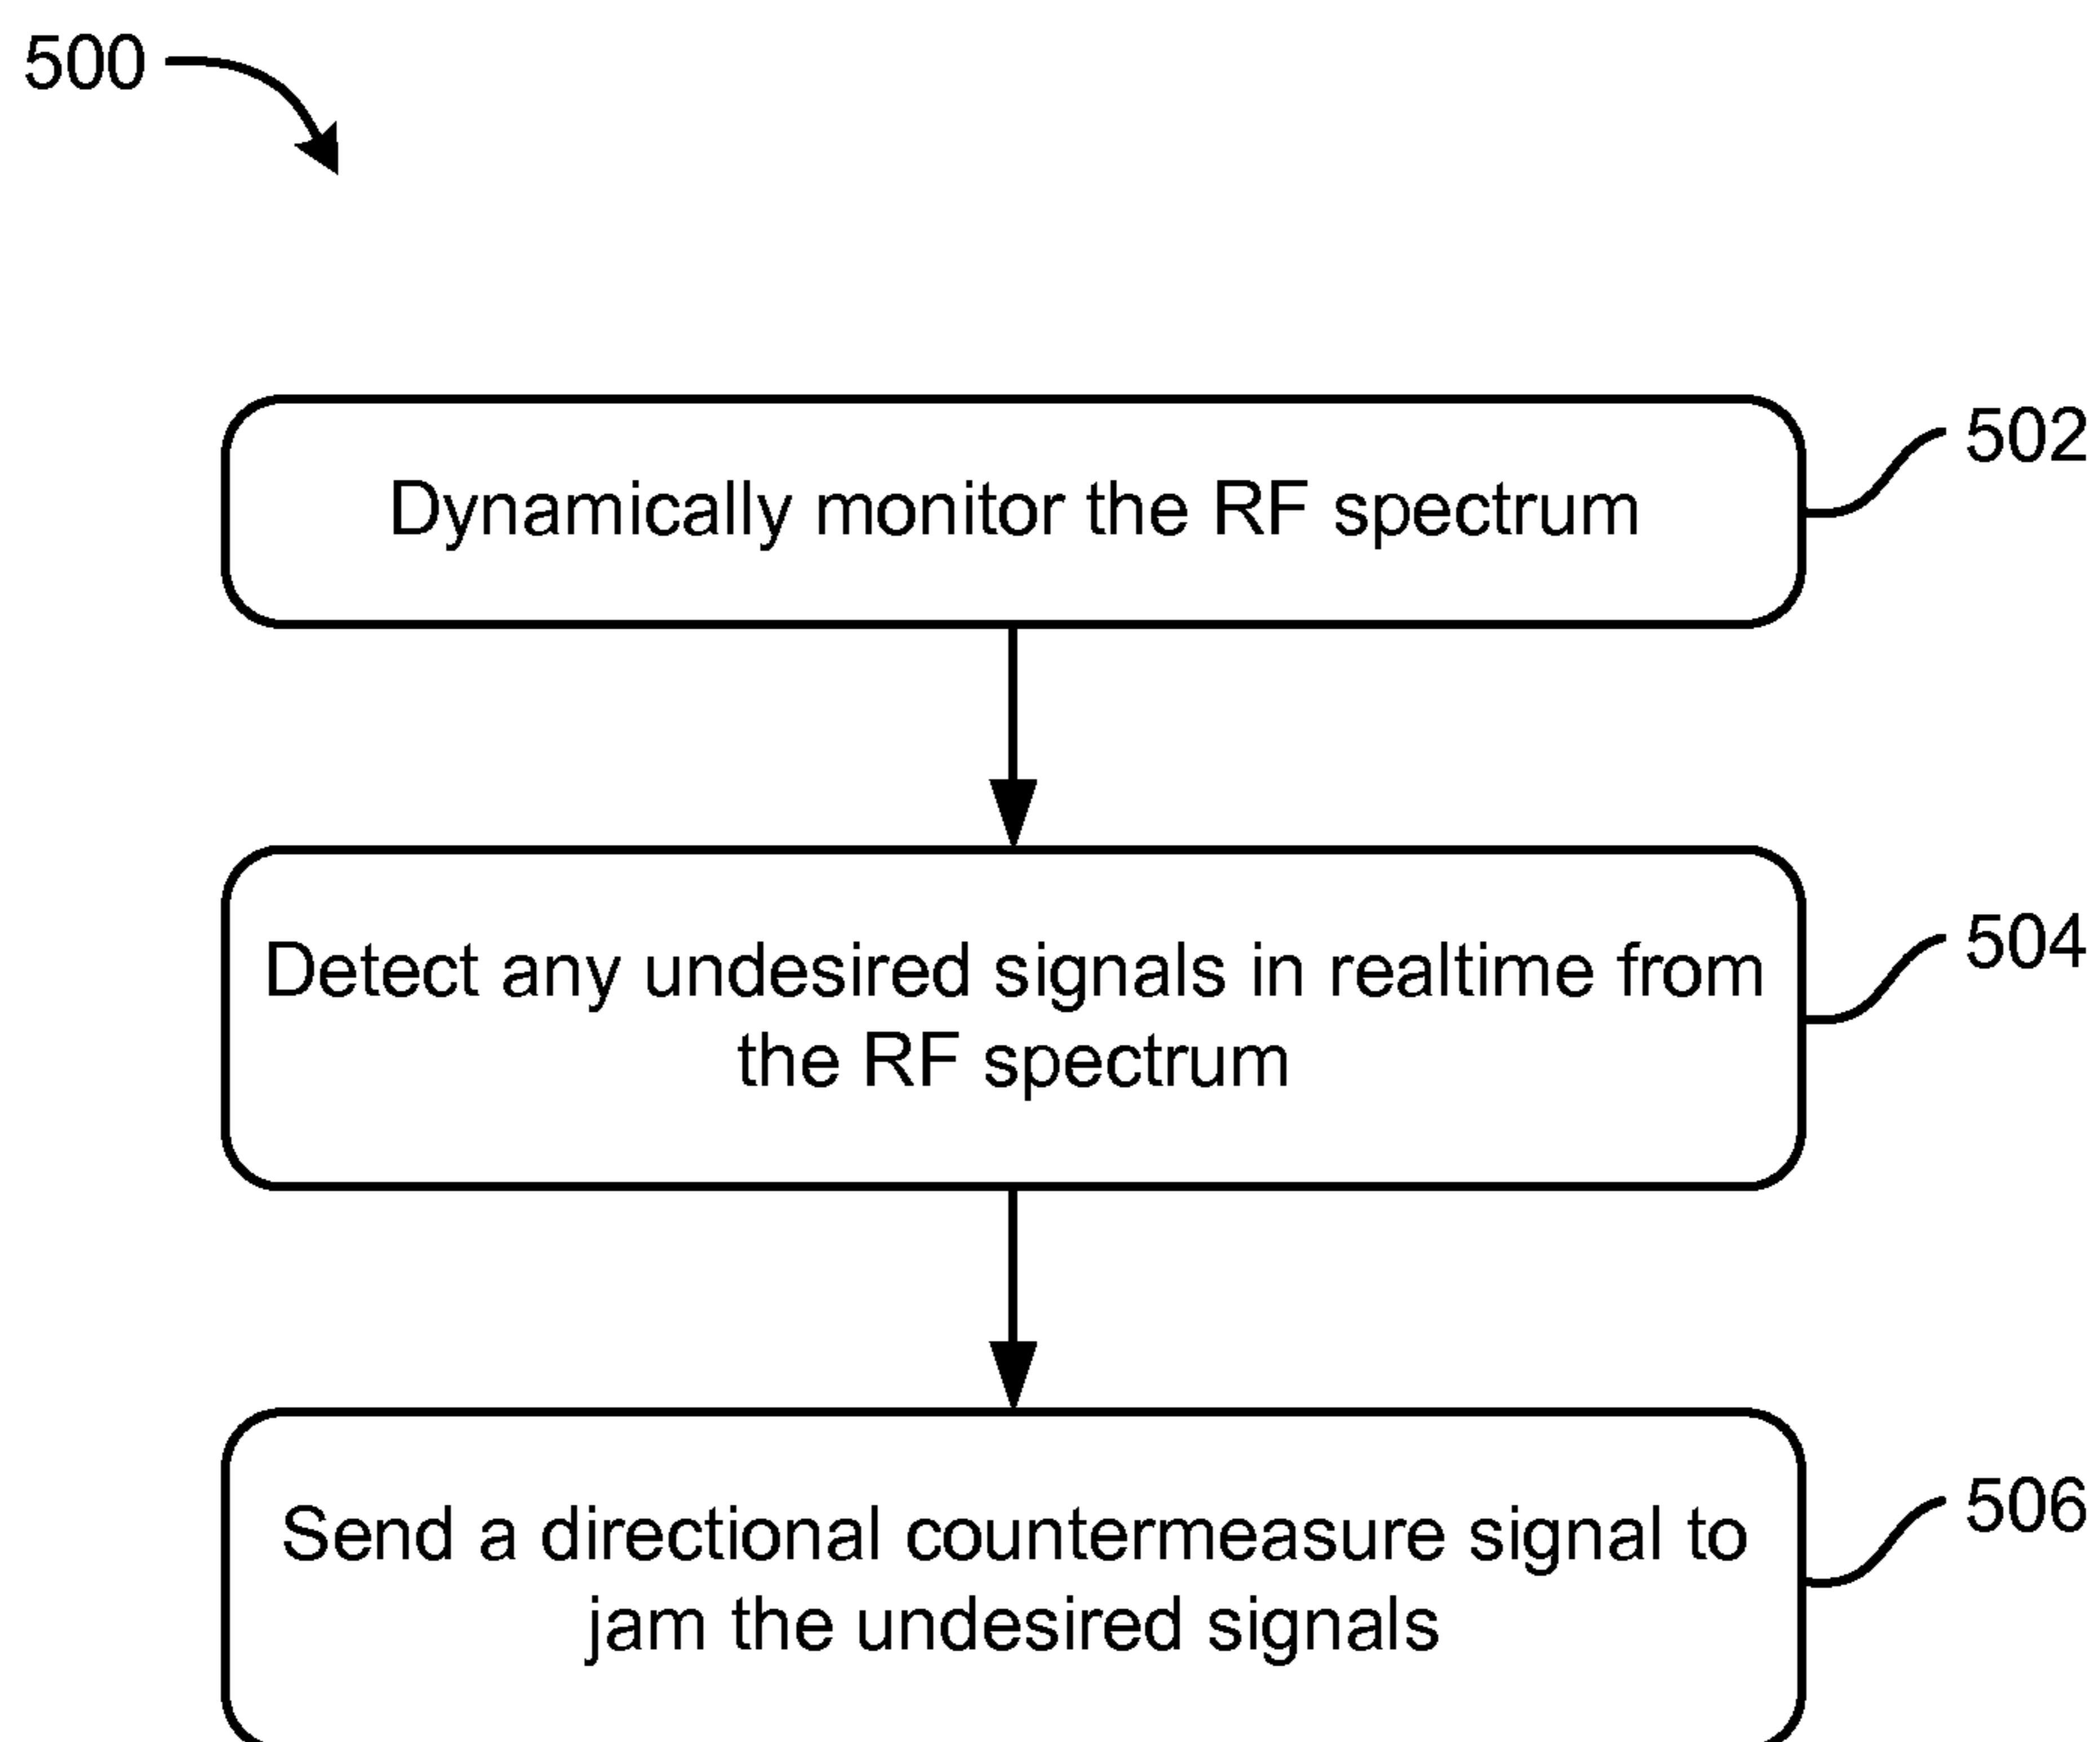 500
502
Dynamically monitor the RF spectrum
504
Detect any undesired signals in realtime from
the RF spectrum
506
Send a directional countermeasure signal to
jam the undesired signals